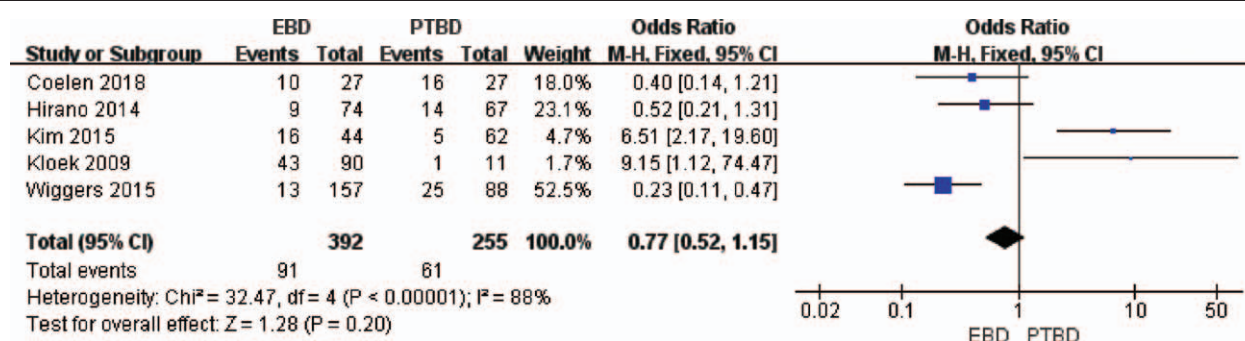 EBD PTBD Odds Ratio Odds Ratio
Study or Subgroup Events Total Events Total Weight M-H, Fixed, 95% CI M-H, Fixed, 95% CI
Coelen 2018 10 27 16 27 18.0% 0.40 [0.14, 1.21]
Hirano 2014 9 74 14 67 23.1% 0.52 [0.21, 1.31]
Kim 2015 16 44 5 62 4.7% 6.51 [2.17, 19.60]
Kloek 2009 43 90 1 11 1.7% 9.15 [1.12, 74.47]
Wiggers 2015 13 157 25 88 52.5% 0.23 [0.11, 0.47]
Total (95% CI) 392 255 100.0% 0.77 [0.52, 1.15]
Total events 91 61
Heterogeneity: Chi² = 32.47, df = 4 (P < 0.00001); I² = 88%
Test for overall effect: Z = 1.28 (P = 0.20)
0.02 0.1 1 10 50
EBD PTBD